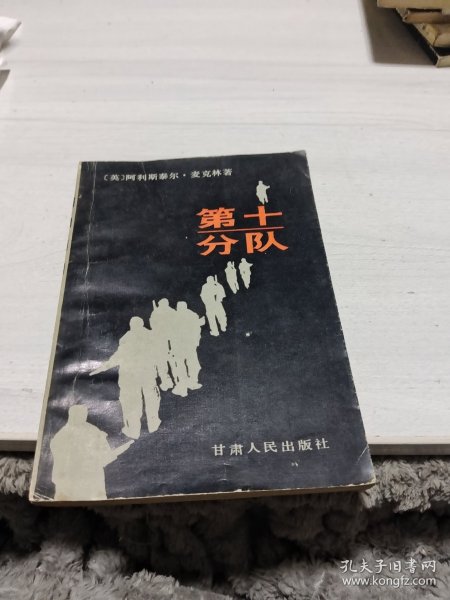 〔英〕阿利斯泰尔·麦克林著
第十
分队
甘肃人民出版社
孔夫子旧书网
www.kongfz.com